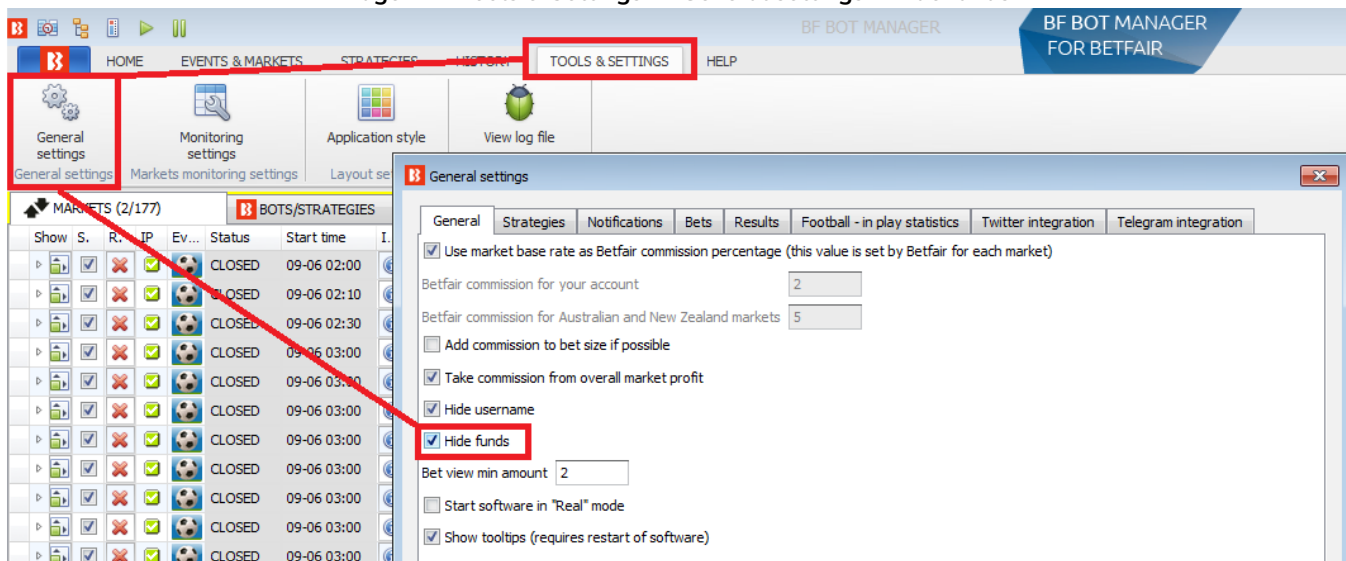 BF BOT MANAGER
BF BOT MANAGER
FOR BETFAIR
HOME EVENTS & MARKETS STRATEGIES HISTORY TOOLS & SETTINGS HELP
General
settings
Monitoring
settings
Application style
View log file
General settings
Markets monitoring settings
Layout se
General settings
MARKETS (2/177)
BOTS/STRATEGIES
General Strategies Notifications Bets Results Football - in play statistics Twitter integration Telegram integration
Show S. R. IP Ev... Status Start time I.
CLOSED 09-06 02:00
CLOSED 09-06 02:10
CLOSED 09-06 02:30
CLOSED 09-06 03:00
CLOSED 09-06 03:00
CLOSED 09-06 03:00
CLOSED 09-06 03:00
CLOSED 09-06 03:00
CLOSED 09-06 03:00
CLOSED 09-06 03:00
CLOSED 09-06 03:00
Use market base rate as Betfair commission percentage (this value is set by Betfair for each market)
Betfair commission for your account 2
Betfair commission for Australian and New Zealand markets 5
Add commission to bet size if possible
Take commission from overall market profit
Hide username
Hide funds
Bet view min amount 2
Start software in "Real" mode
Show tooltips (requires restart of software)